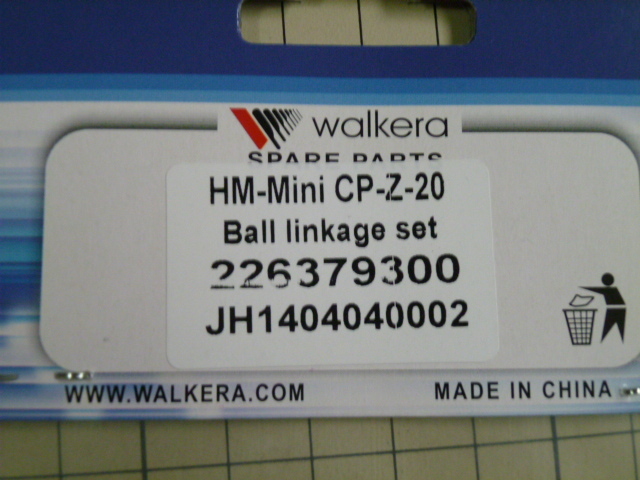 walkera
SPARE PARTS
HM-Mini CP-Z-20
Ball linkage set
226379300
JH1404040002
WWW.WALKERA.COM
MADE IN CHINA